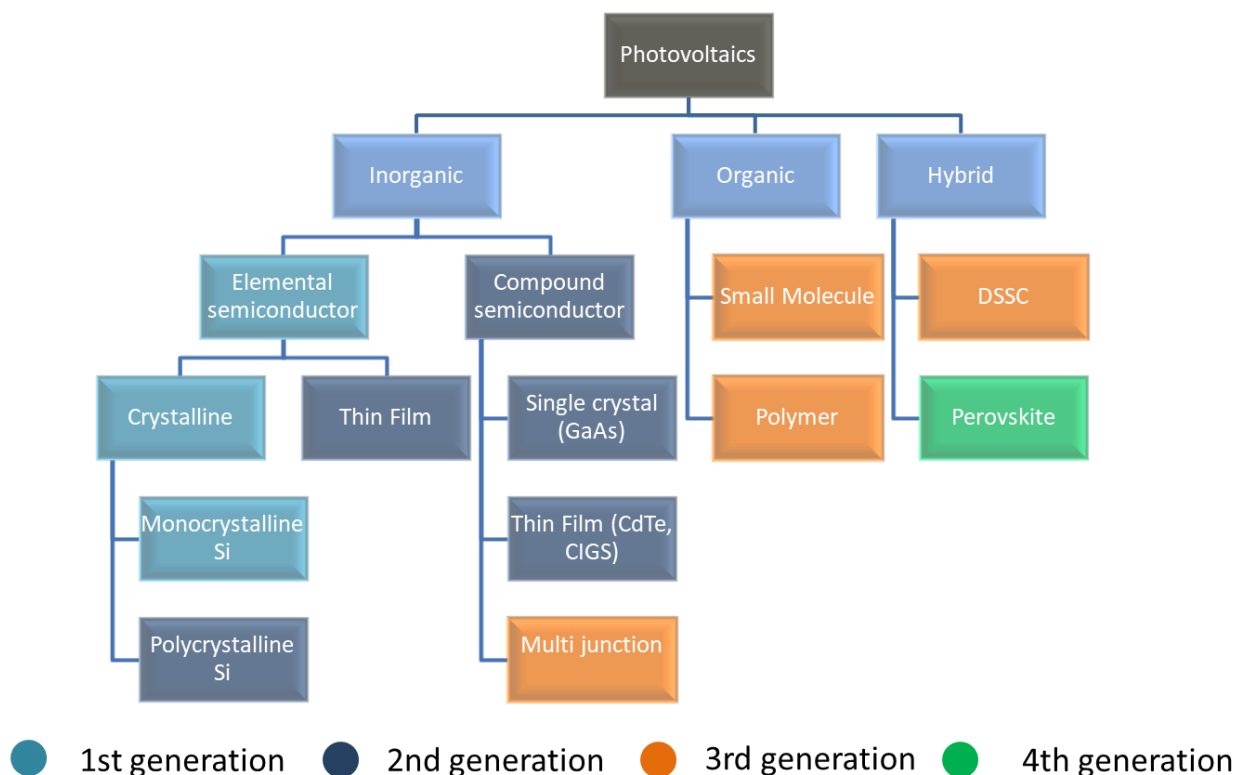 Photovoltaics
Inorganic
Organic
Hybrid
Elemental
semiconductor
Compound
semiconductor
Small Molecule
DSSC
Crystalline
Thin Film
Single crystal
(GaAs)
Polymer
Perovskite
Monocrystalline
Si
Thin Film (CdTe,
CIGS)
Polycrystalline
Si
Multi junction
1st generation
2nd generation
3rd generation
4th generation